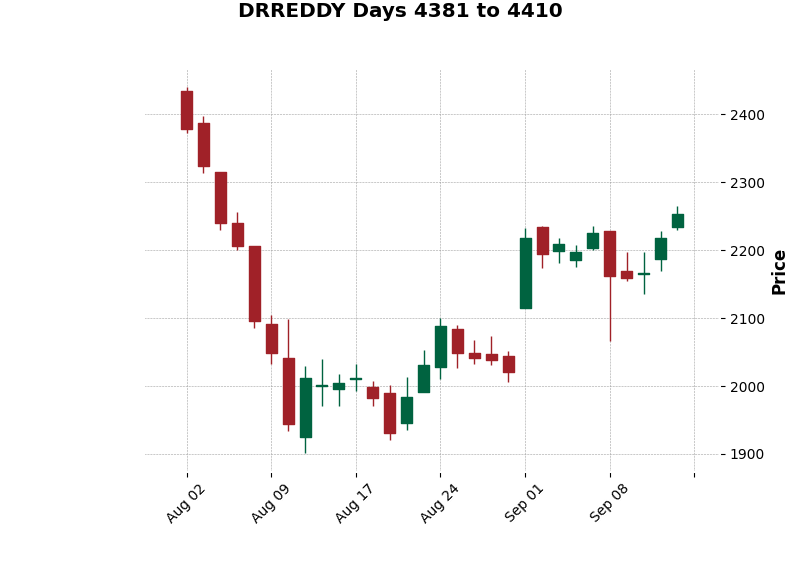 DRREDDY Days 4381 to 4410
2400
2300
2200
2100
2000
1900
Price
Aug 02
Aug 09
Aug 17
Aug 24
Sep 01
Sep 08